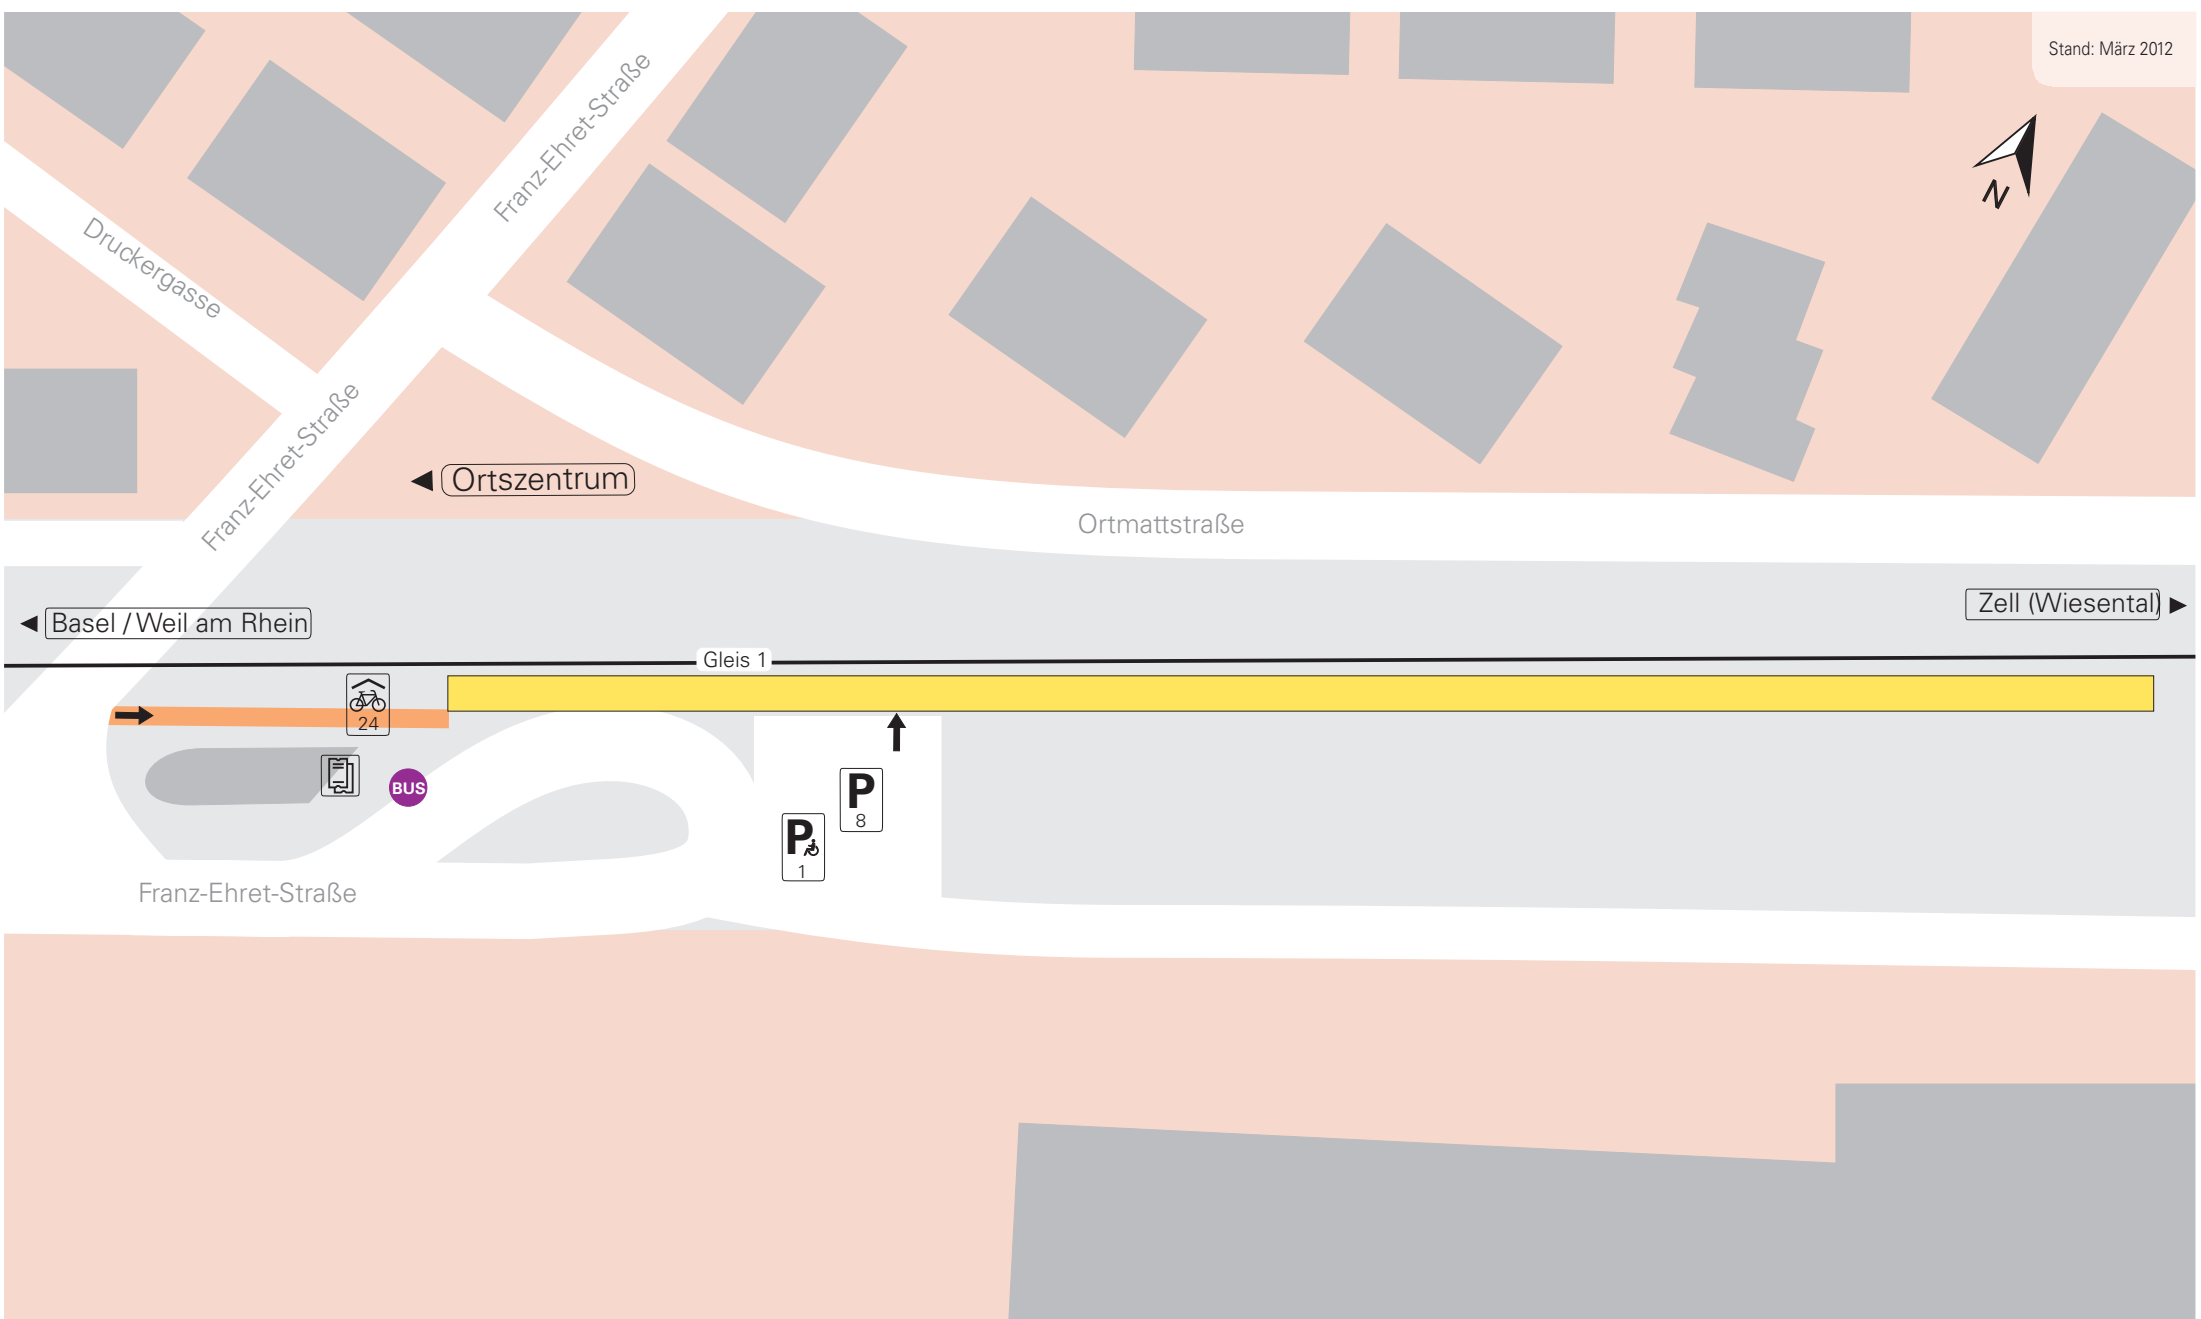 Stand: März 2012
Franz-Ehret-Straße
N
Druckergasse
Franz-Ehret-Straße
Ortszentrum
Ortmattstraße
Basel / Weil am Rhein
Zell (Wiesental)
Gleis 1
24
BUS
P
8
P
1
Franz-Ehret-Straße